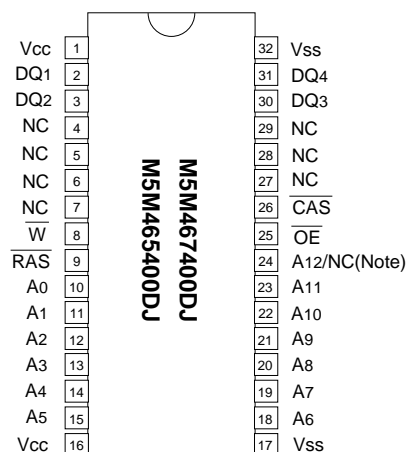 Vcc 1 32 Vss
DQ1 2 31 DQ4
DQ2 3 30 DQ3
NC 4 29 NC
NC 5 28 NC
NC 6 27 NC
NC 7 26 CAS
W 8 25 OE
RAS 9 24 A12/NC(Note)
A0 10 23 A11
A1 11 22 A10
A2 12 21 A9
A3 13 20 A8
A4 14 19 A7
A5 15 18 A6
Vcc 16 17 Vss
M5M467400DJ
M5M465400DJ